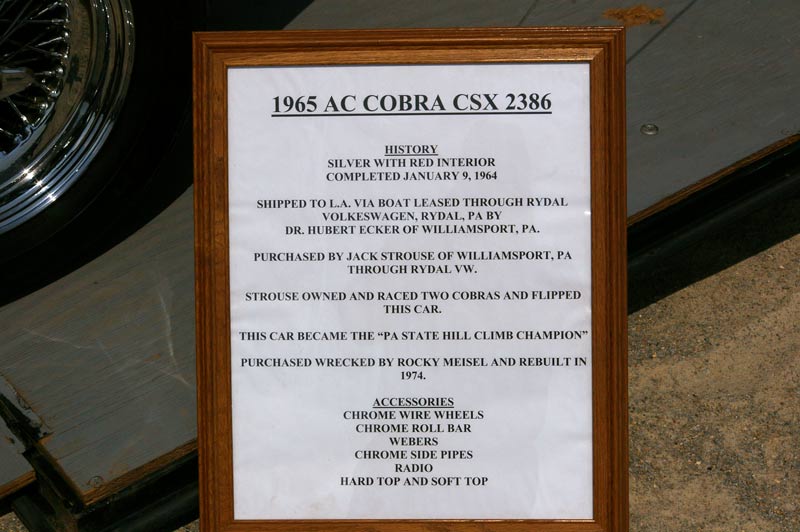 1965 AC COBRA CSX 2386
HISTORY
SILVER WITH RED INTERIOR
COMPLETED JANUARY 9, 1964
SHIPPED TO L.A. VIA BOAT LEASED THROUGH RYDAL
VOLKESWAGEN, RYDAL, PA BY
DR. HUBERT ECKER OF WILLIAMSPORT, PA.
PURCHASED BY JACK STROUSE OF WILLIAMSPORT, PA
THROUGH RYDAL VW.
STROUSE OWNED AND RACED TWO COBRAS AND FLIPPED
THIS CAR.
THIS CAR BECAME THE “PA STATE HILL CLIMB CHAMPION”
PURCHASED WRECKED BY ROCKY MEISEL AND REBUILT IN
1974.
ACCESSORIES
CHROME WIRE WHEELS
CHROME ROLL BAR
WEBERS
CHROME SIDE PIPES
RADIO
HARD TOP AND SOFT TOP